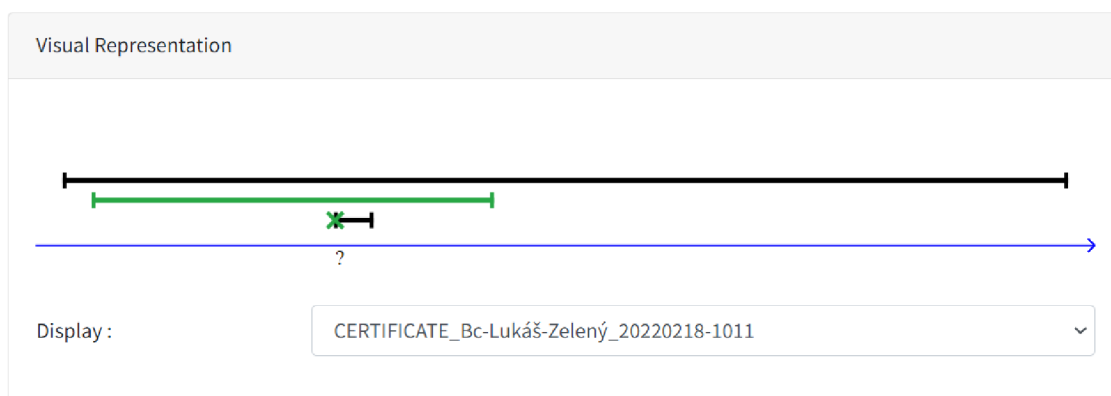 Visual Representation
?
Display :
CERTIFICATE_Bc-Lukáš-Zelený_20220218-1011